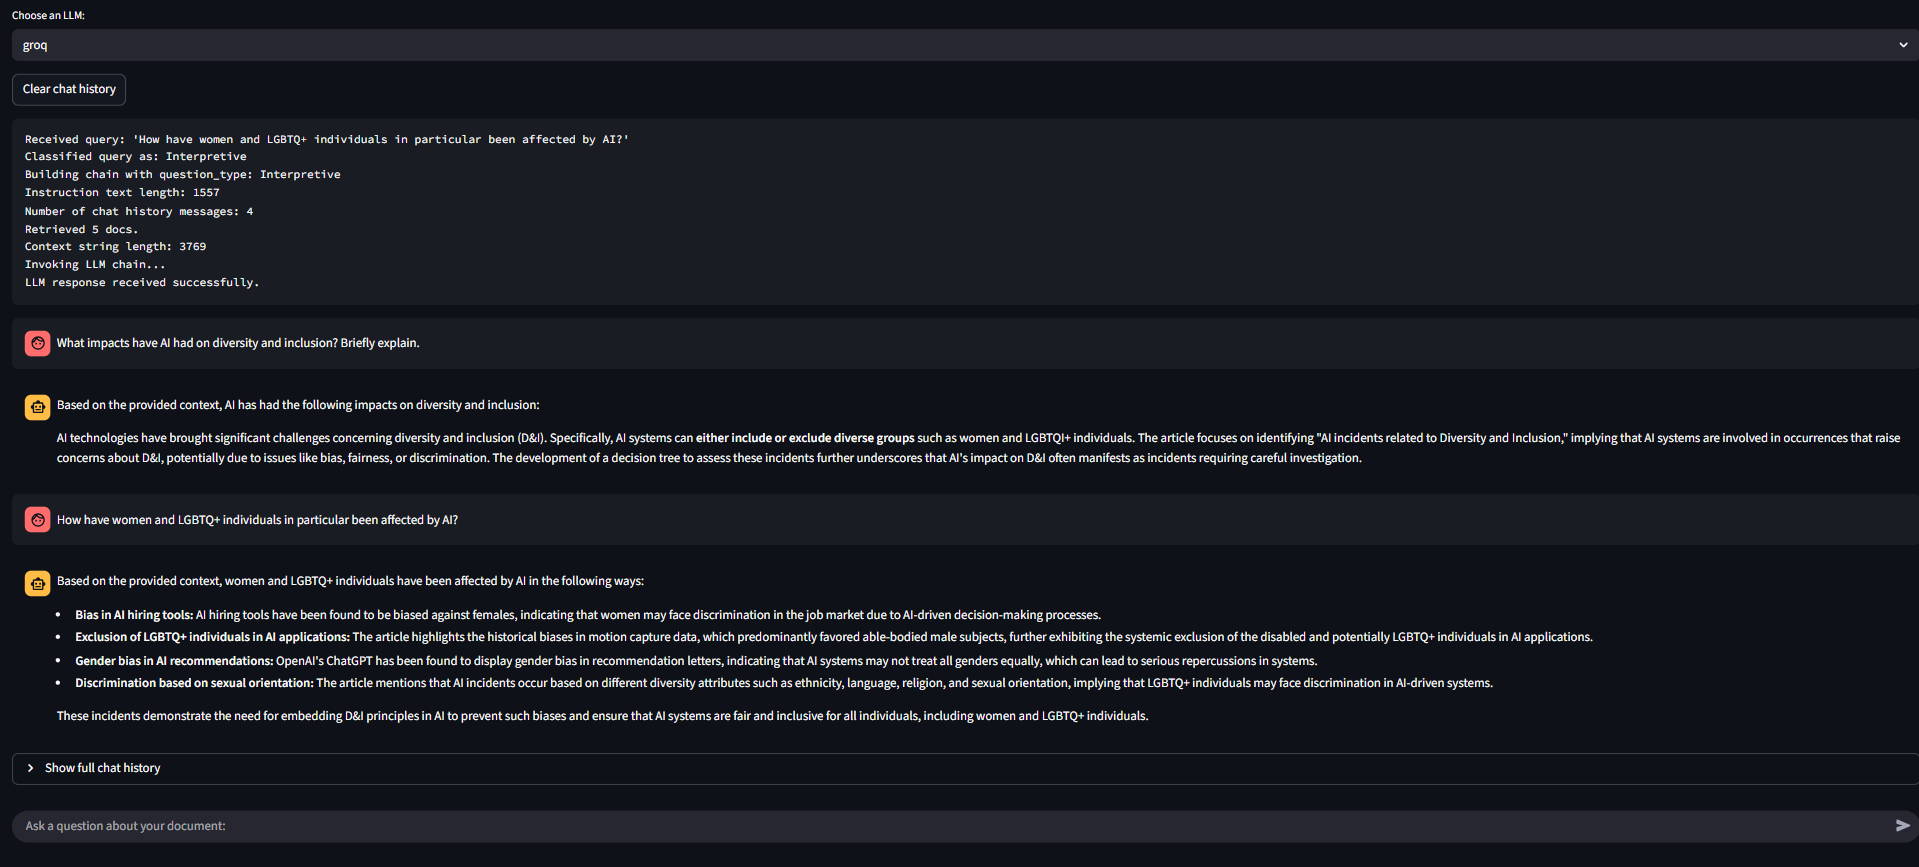 Choose an LLM:
groq
Clear chat history
Received query: 'How have women and LGBTQ+ individuals in particular been affected by AI?'
Classified query as: Interpretive
Building chain with question_type: Interpretive
Instruction text length: 1557
Number of chat history messages: 4
Retrieved 5 docs.
Context string length: 3769
Invoking LLM chain...
LLM response received successfully.
What impacts have AI had on diversity and inclusion? Briefly explain.
Based on the provided context, AI has had the following impacts on diversity and inclusion:
AI technologies have brought significant challenges concerning diversity and inclusion (D&I). Specifically, AI systems can either include or exclude diverse groups such as women and LGBTQI+ individuals. The article focuses on identifying "AI incidents related to Diversity and Inclusion," implying that AI systems are involved in occurrences that raise
concerns about D&I, potentially due to issues like bias, fairness, or discrimination. The development of a decision tree to assess these incidents further underscores that AI's impact on D&I often manifests as incidents requiring careful investigation.
How have women and LGBTQ+ individuals in particular been affected by AI?
Based on the provided context, women and LGBTQ+ individuals have been affected by AI in the following ways:
• Bias in AI hiring tools: AI hiring tools have been found to be biased against females, indicating that women may face discrimination in the job market due to AI-driven decision-making processes.
• Exclusion of LGBTQ+ individuals in AI applications: The article highlights the historical biases in motion capture data, which predominantly favored able-bodied male subjects, further exhibiting the systemic exclusion of the disabled and potentially LGBTQ+ individuals in AI applications.
• Gender bias in AI recommendations: OpenAI's ChatGPT has been found to display gender bias in recommendation letters, indicating that AI systems may not treat all genders equally, which can lead to serious repercussions in systems.
• Discrimination based on sexual orientation: The article mentions that AI incidents occur based on different diversity attributes such as ethnicity, language, religion, and sexual orientation, implying that LGBTQ+ individuals may face discrimination in AI-driven systems.
These incidents demonstrate the need for embedding D&I principles in AI to prevent such biases and ensure that AI systems are fair and inclusive for all individuals, including women and LGBTQ+ individuals.
Show full chat history
Ask a question about your document: